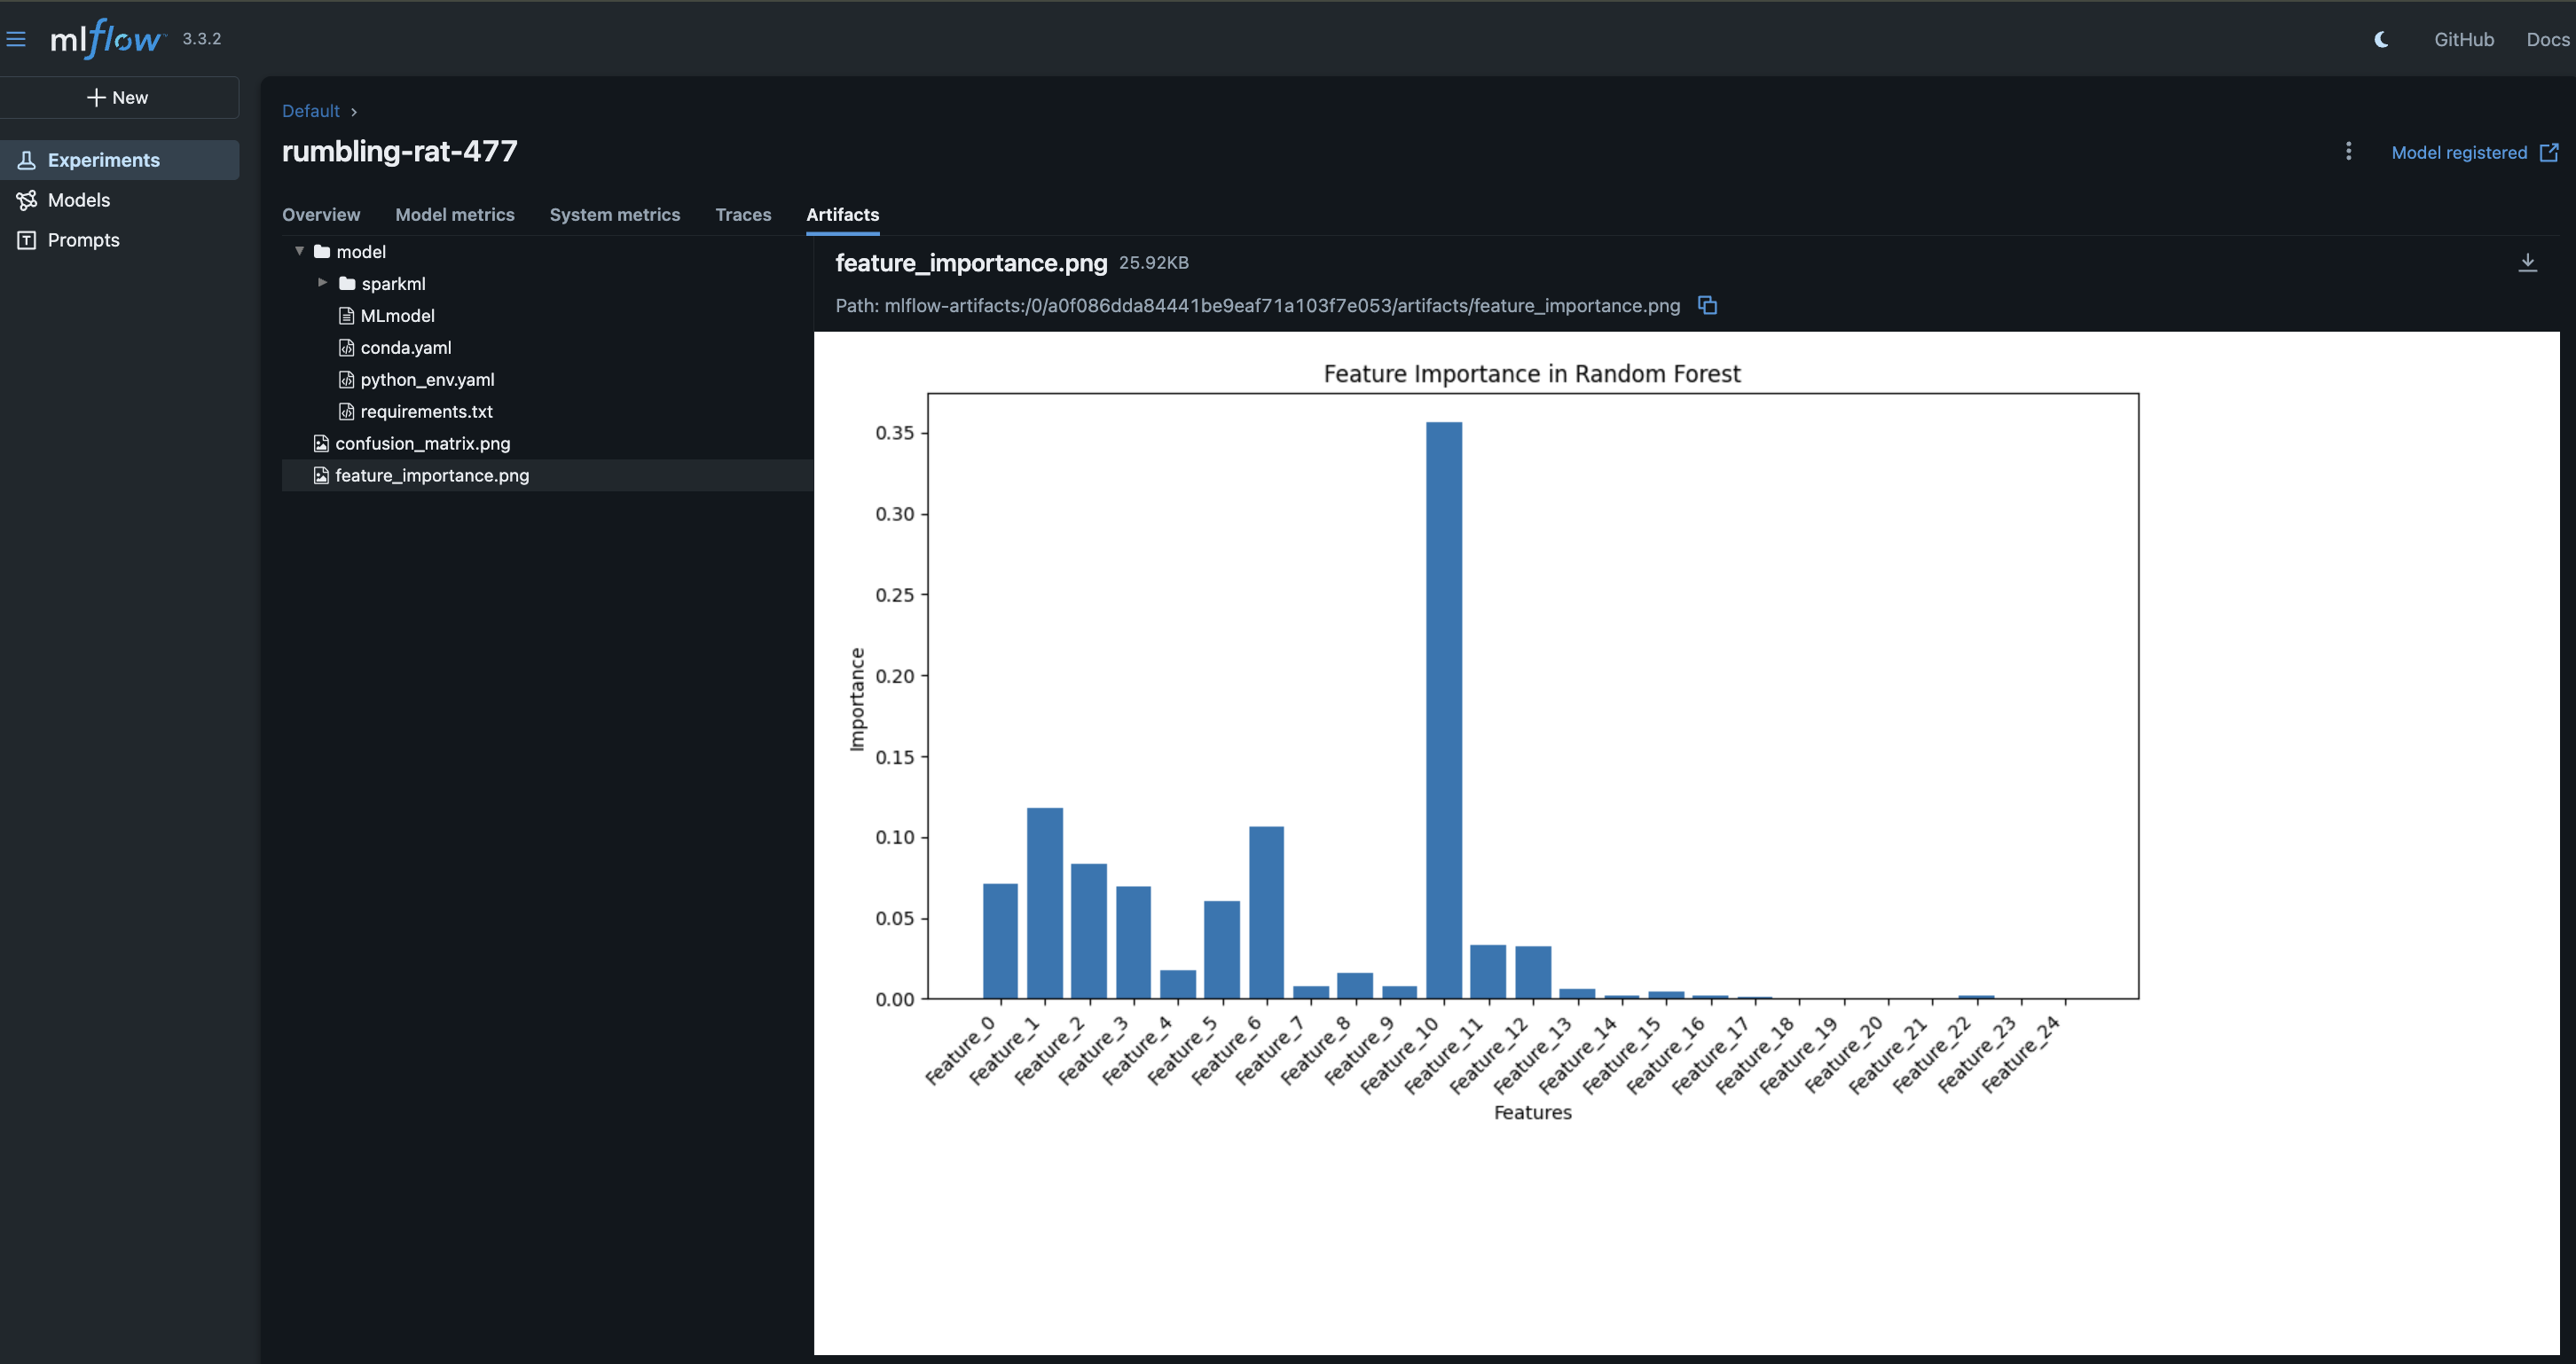 mlflow™ 3.3.2
GitHub
Docs
New
Experiments
Models
Prompts
Default
rumbling-rat-477
Model registered
Overview Model metrics System metrics Traces Artifacts
model
sparkml
MLmodel
conda.yaml
python_env.yaml
requirements.txt
confusion_matrix.png
feature_importance.png
feature_importance.png 25.92KB
Path: mlflow-artifacts:/0/a0f086dda84441be9eaf71a103f7e053/artifacts/feature_importance.png
Feature Importance in Random Forest
Importance
0.35
0.30
0.25
0.20
0.15
0.10
0.05
0.00
Feature_0
Feature_1
Feature_2
Feature_3
Feature_4
Feature_5
Feature_6
Feature_7
Feature_8
Feature_9
Feature_10
Feature_11
Feature_12
Feature_13
Feature_14
Feature_15
Feature_16
Feature_17
Feature_18
Feature_19
Feature_20
Feature_21
Feature_22
Feature_23
Feature_24
Features